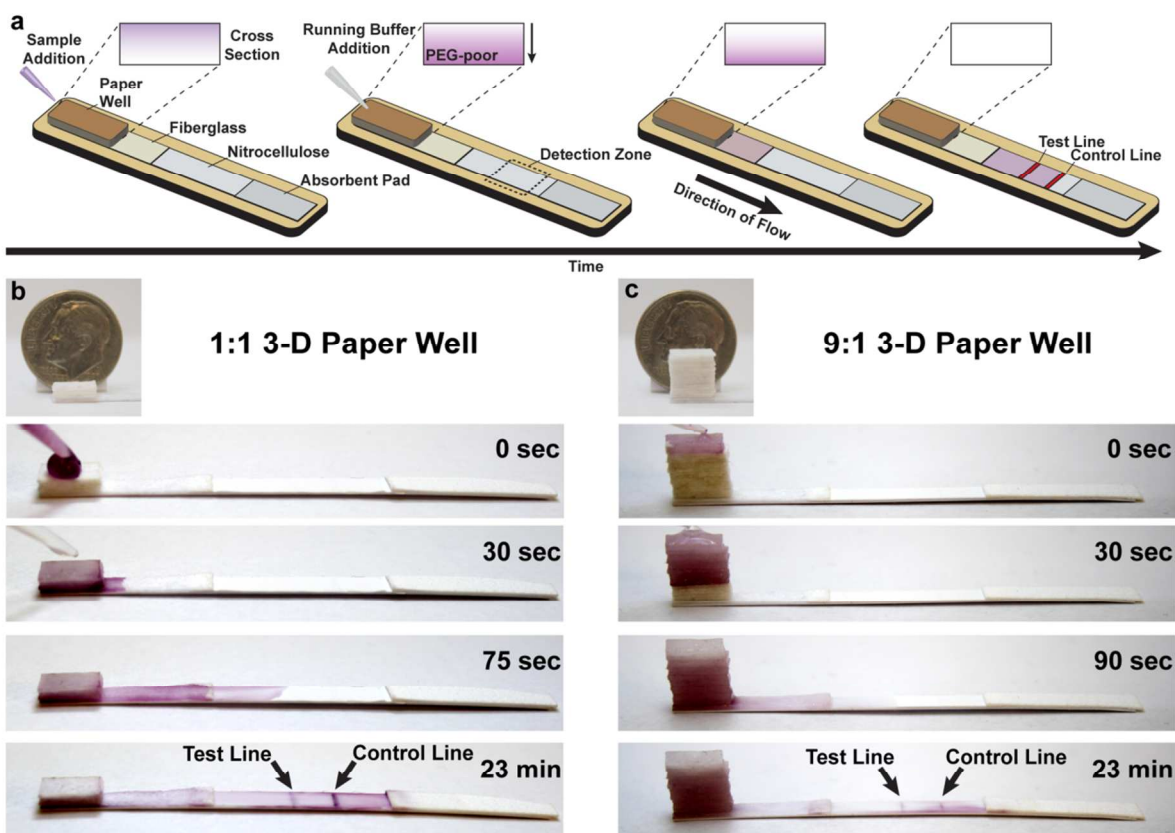 a
Sample
Addition
Cross
Section
Running Buffer
Addition
PEG-poor
Paper
Well
Fiberglass
Nitrocellulose
Absorbent Pad
Detection Zone
Direction of Flow
Test Line
Control Line
Time
b
1:1 3-D Paper Well
0 sec
30 sec
75 sec
Test Line
Control Line
23 min
c
9:1 3-D Paper Well
0 sec
30 sec
90 sec
Test Line
Control Line
23 min